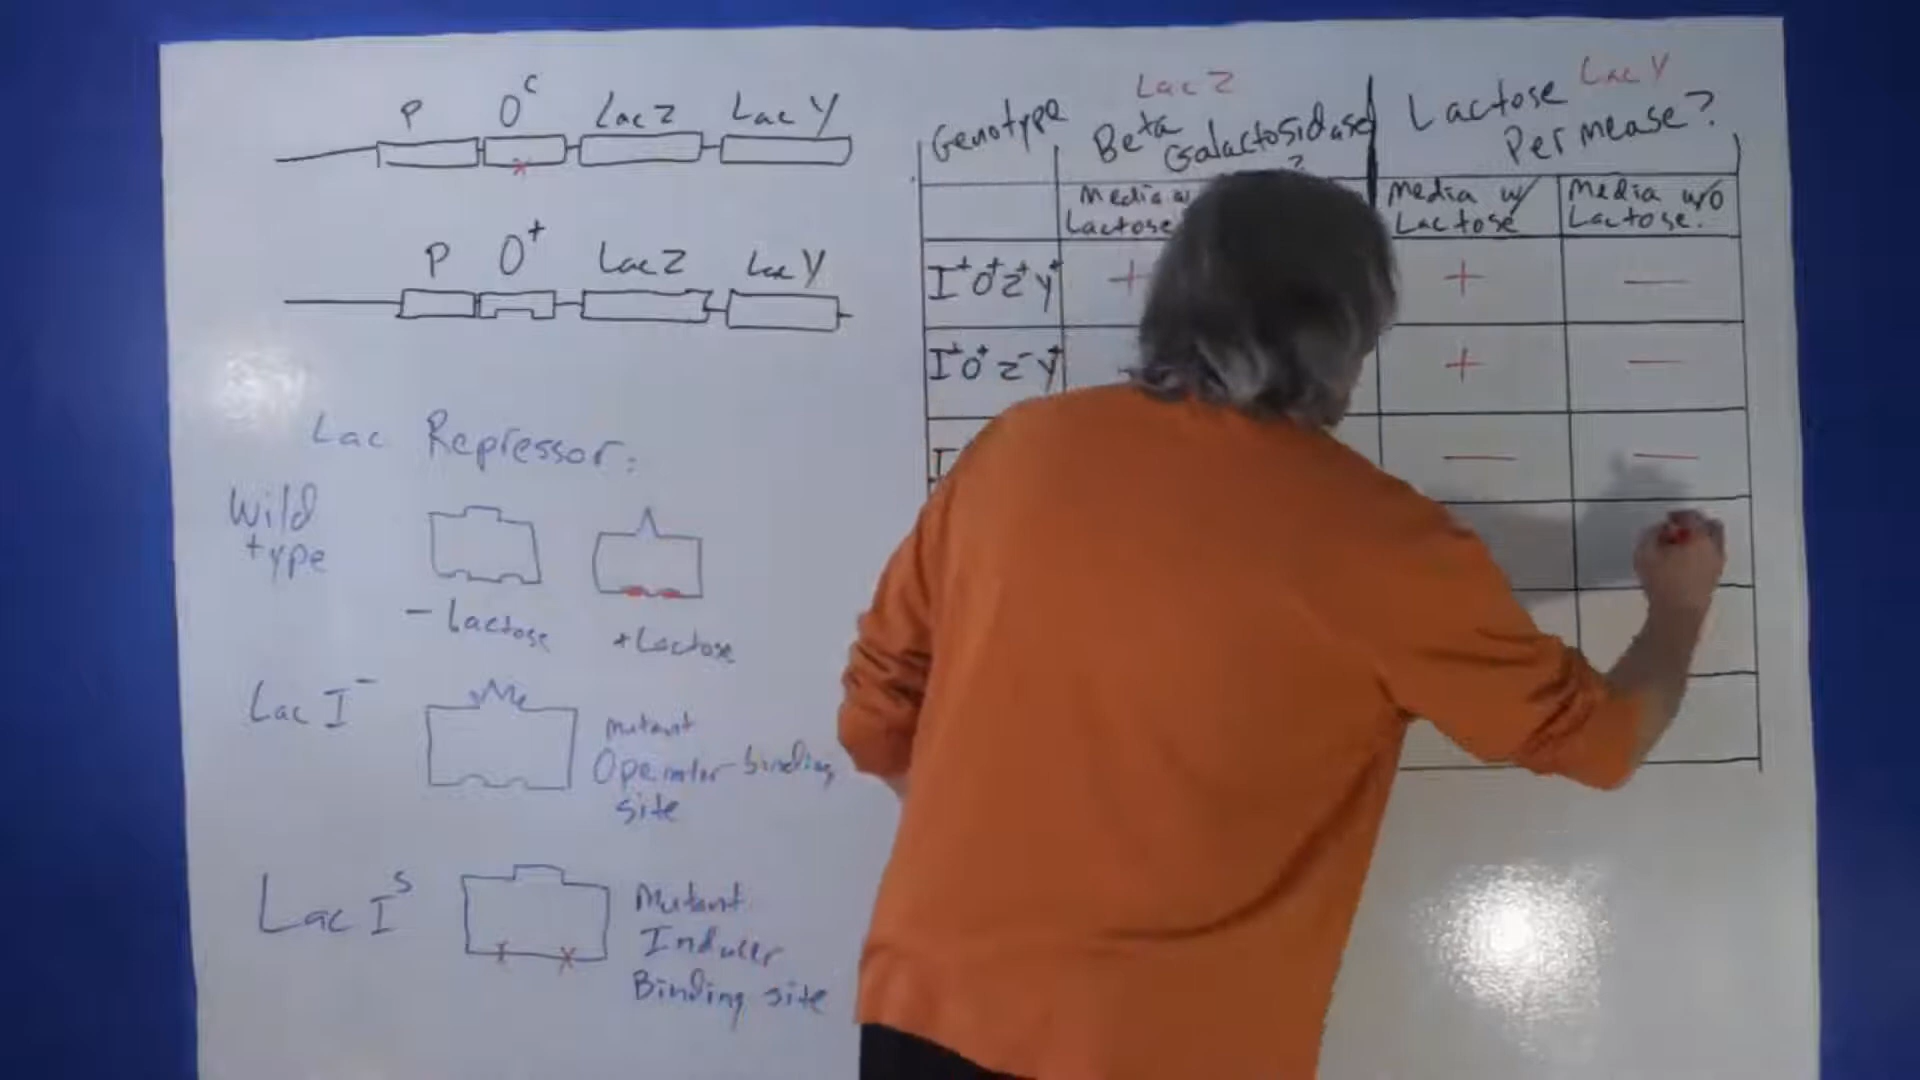 P O^c Lac Z Lac Y
P O^+ Lac Z Lac Y
Lac Repressor:
Wild
type
- Lactose
+ Lactose
Lac I^-
mutant
Operator-binding
site
Lac I^s
Mutant
Inducer
Binding site
Lac Z
Lac Y
Genotype
Beta
Galactosidase
?
Lactose
Permease?
Media
Lactose
Media w/
Lactose
Media w/o
Lactose.
I^+ O^+ Z^+ Y^+ + + —
I^+ O^+ Z^- Y^+ + —
I — —